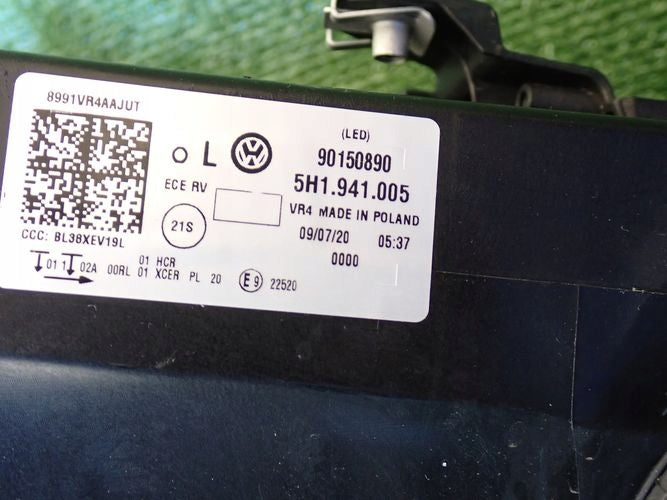 8991VR4AAJUT
L
(LED)
90150890
5H1.941.005
ECE RV
VR4 MADE IN POLAND
21S
09/07/20 05:37
0000
CCC: BL38XEV19L
01 HCR
01 1 02A 00RL 01 XCER PL 20 E9 22520